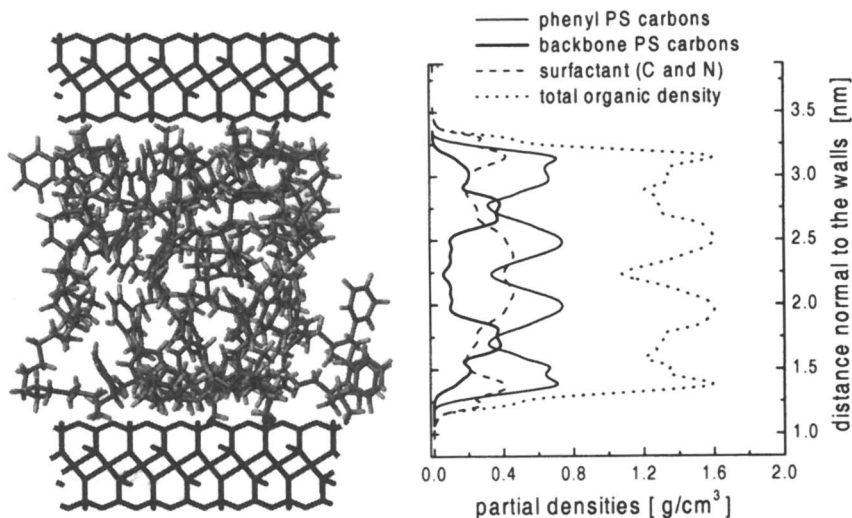 phenyl PS carbons
backbone PS carbons
surfactant (C and N)
total organic density
3.5
3.0
2.5
2.0
1.5
1.0
distance normal to the walls [nm]
0.0 0.4 0.8 1.2 1.6 2.0
partial densities [ g/cm³]